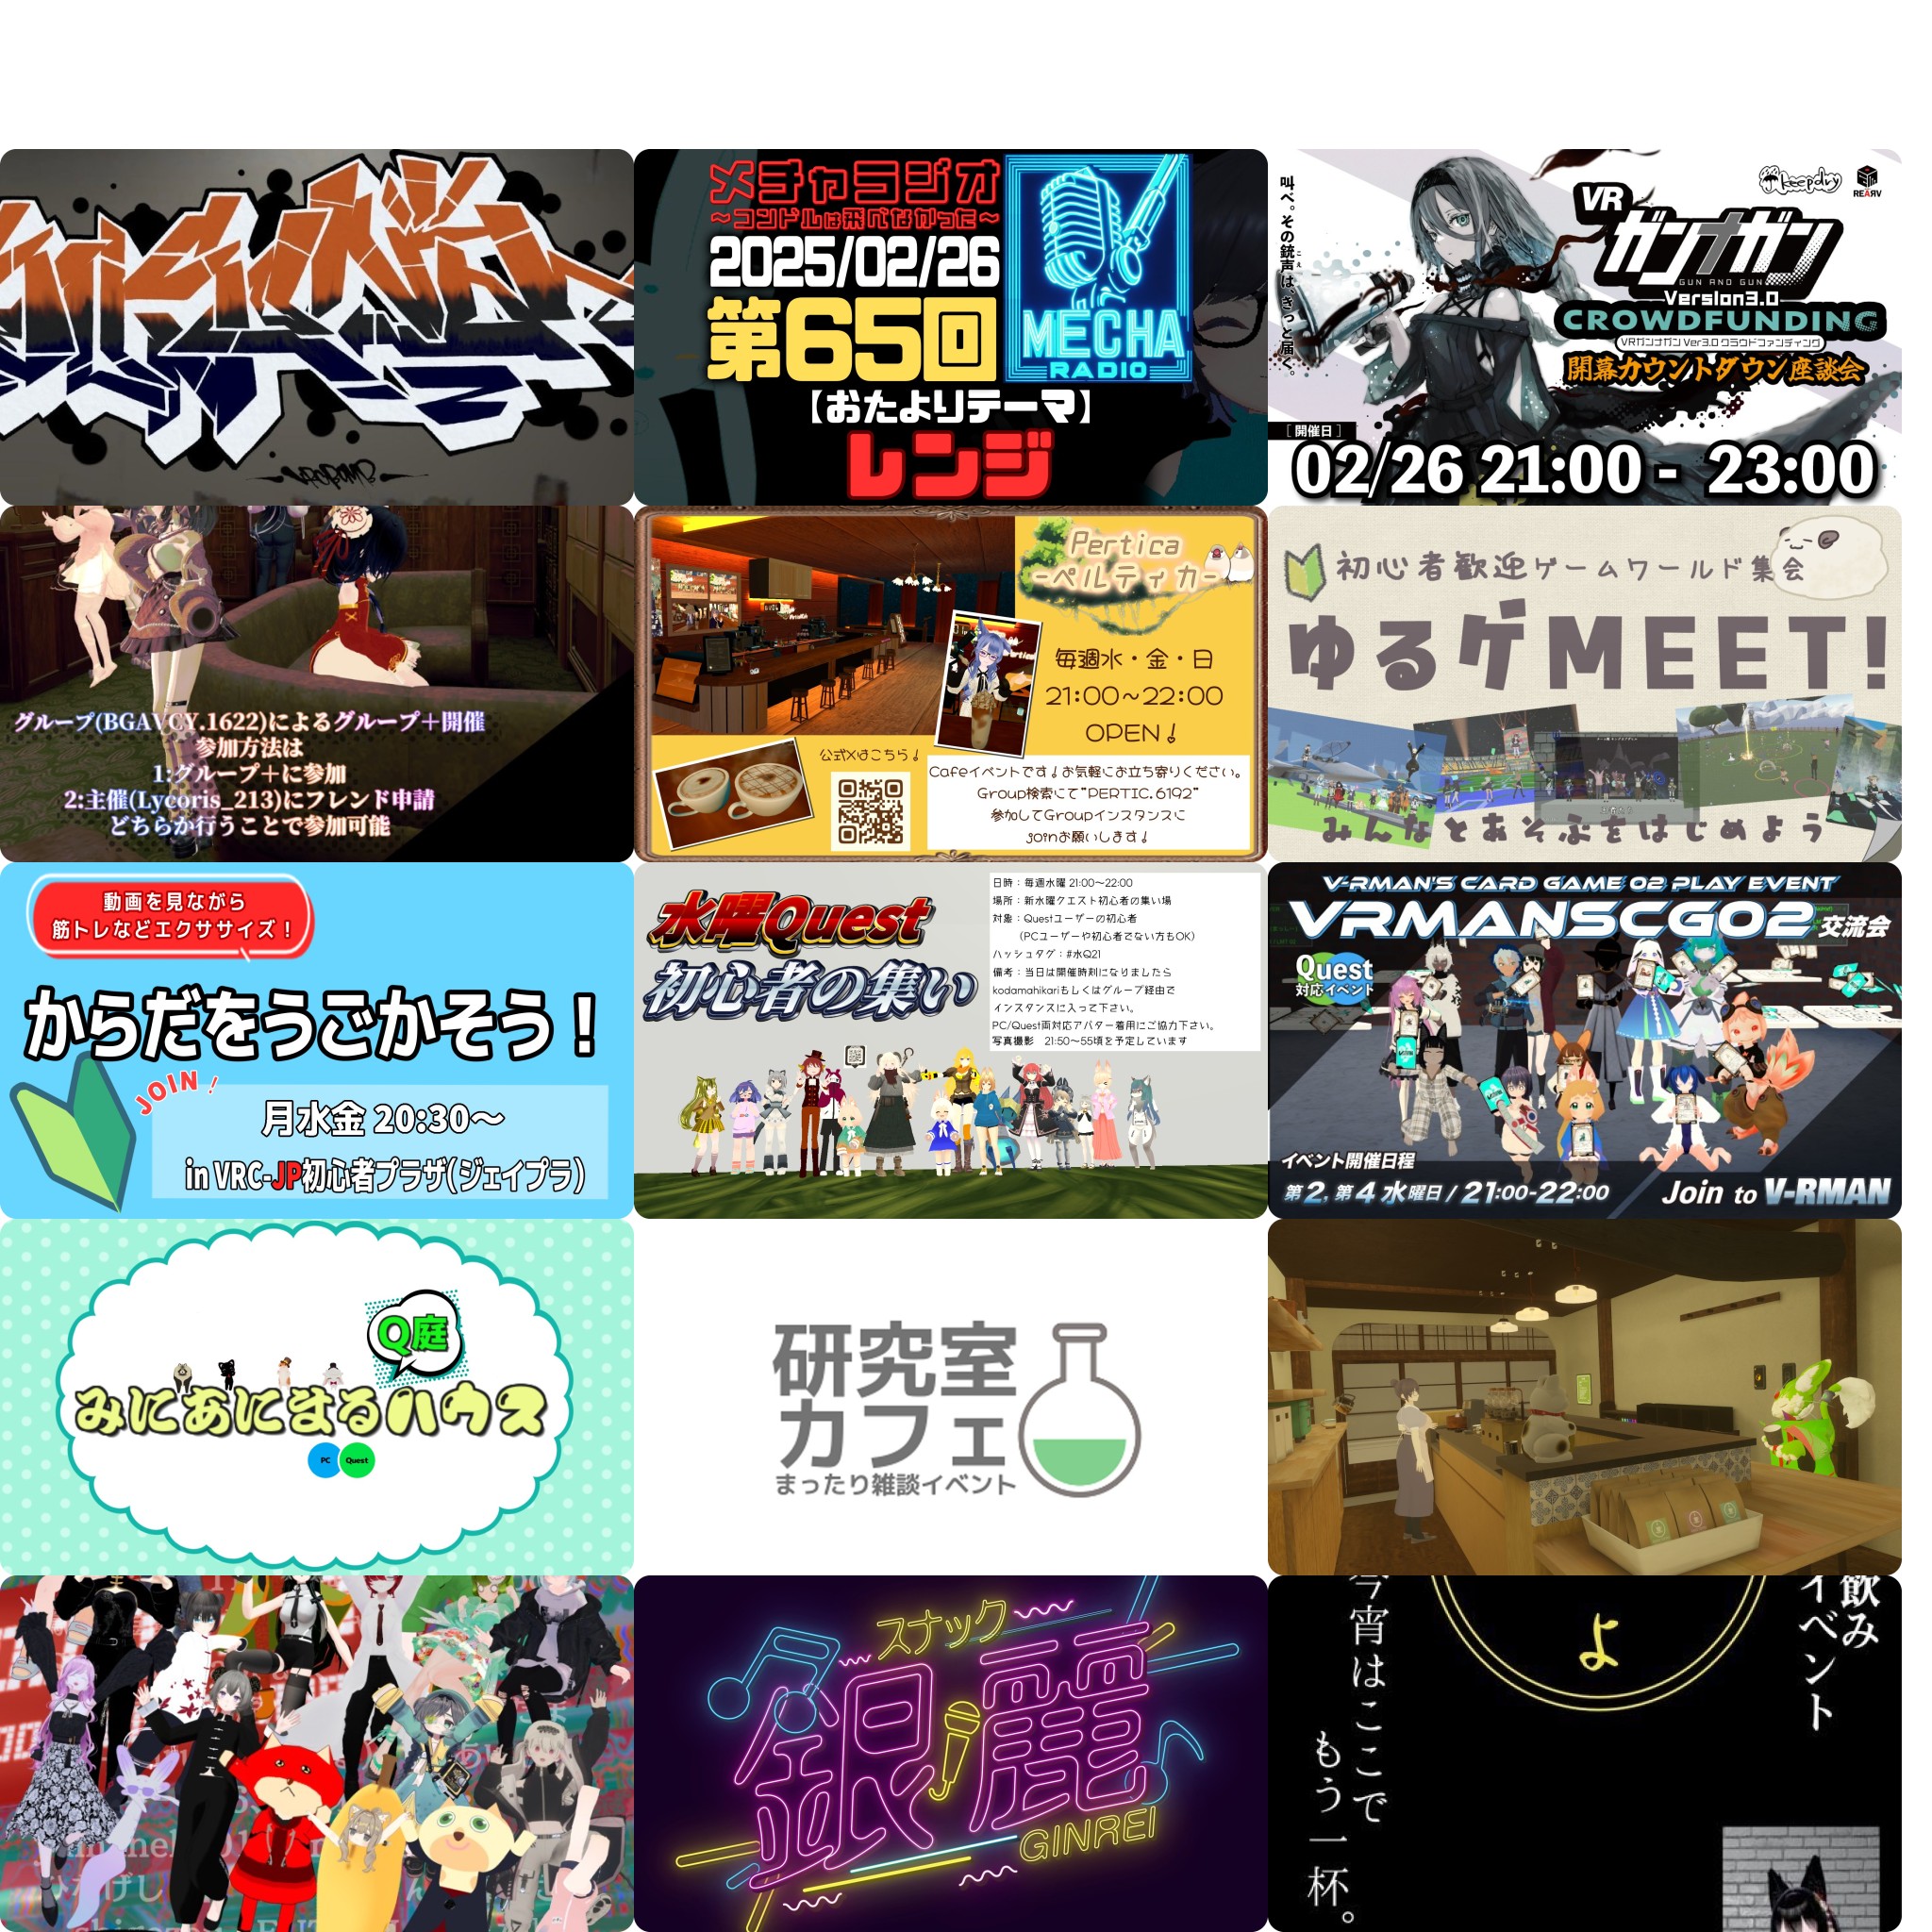 メチャラジオ
～コンドルは飛べなかった～
2025/02/26
第65回
MECHA
RADIO
【おたよりテーマ】
レンジ
叫べ。その銃声は、きっと届く。
こえ
keepdry
REARV
VR
ガンナガン
GUN AND GUN
Version3.0
CROWDFUNDING
VRガンナガン Ver3.0 クラウドファンディング
開幕カウントダウン座談会
［開催日］
02/26 21:00 - 23:00
グループ(BGAVCY.1622)によるグループ＋開催
参加方法は
1:グループ＋に参加
2:主催(Lycoris_213)にフレンド申請
どちらか行うことで参加可能
Pertica
-ペルティカ-
毎週水・金・日
21:00~22:00
OPEN！
公式Xはこちら！
Cafeイベントです！お気軽にお立ち寄りください。
Group検索にて"PERTIC.6192"
参加してGroupインスタンスに
joinお願いします！
初心者歓迎ゲームワールド集会
ゆるゲMEET!
みんなとあそぶをはじめよう
動画を見ながら
筋トレなどエクササイズ！
からだをうごかそう！
JOIN！
月水金 20:30～
in VRC-JP初心者プラザ(ジェイプラ)
水曜Quest
初心者の集い
日時：毎週水曜 21:00～22:00
場所：新水曜クエスト初心者の集い場
対象：Questユーザーの初心者
（PCユーザーや初心者でない方もOK）
ハッシュタグ：#水Q21
備考：当日は開催時刻になりましたら
kodamahikariもしくはグループ経由で
インスタンスに入って下さい。
PC/Quest両対応アバター着用にご協力下さい。
写真撮影　21:50～55頃を予定しています
V-RMAN'S CARD GAME 02 PLAY EVENT
VRMANSCG02 交流会
Quest
対応イベント
イベント開催日程
第2, 第4 水曜日 / 21:00-22:00
Join to V-RMAN
Q庭
みにあにまるハウス
PC Quest
研究室
カフェ
まったり雑談イベント
スナック
銀麗
GINREI
飲み
イベント
よ
今宵はここで
もう一杯。